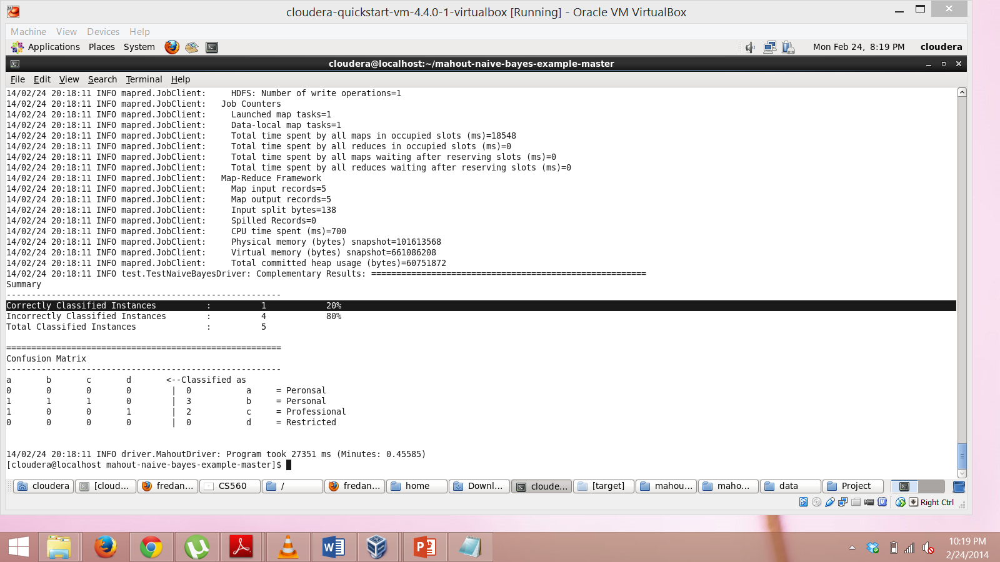 cloudera-quickstart-vm-4.4.0-1-virtualbox [Running] - Oracle VM VirtualBox
Machine View Devices Help
Applications Places System Mon Feb 24, 8:19 PM cloudera
cloudera@localhost:~/mahout-naive-bayes-example-master
File Edit View Search Terminal Help
14/02/24 20:18:11 INFO mapred.JobClient:     HDFS: Number of write operations=1
14/02/24 20:18:11 INFO mapred.JobClient:   Job Counters
14/02/24 20:18:11 INFO mapred.JobClient:     Launched map tasks=1
14/02/24 20:18:11 INFO mapred.JobClient:     Data-local map tasks=1
14/02/24 20:18:11 INFO mapred.JobClient:     Total time spent by all maps in occupied slots (ms)=18548
14/02/24 20:18:11 INFO mapred.JobClient:     Total time spent by all reduces in occupied slots (ms)=0
14/02/24 20:18:11 INFO mapred.JobClient:     Total time spent by all maps waiting after reserving slots (ms)=0
14/02/24 20:18:11 INFO mapred.JobClient:     Total time spent by all reduces waiting after reserving slots (ms)=0
14/02/24 20:18:11 INFO mapred.JobClient:   Map-Reduce Framework
14/02/24 20:18:11 INFO mapred.JobClient:     Map input records=5
14/02/24 20:18:11 INFO mapred.JobClient:     Map output records=5
14/02/24 20:18:11 INFO mapred.JobClient:     Input split bytes=138
14/02/24 20:18:11 INFO mapred.JobClient:     Spilled Records=0
14/02/24 20:18:11 INFO mapred.JobClient:     CPU time spent (ms)=700
14/02/24 20:18:11 INFO mapred.JobClient:     Physical memory (bytes) snapshot=101613568
14/02/24 20:18:11 INFO mapred.JobClient:     Virtual memory (bytes) snapshot=661086208
14/02/24 20:18:11 INFO mapred.JobClient:     Total committed heap usage (bytes)=60751872
14/02/24 20:18:11 INFO test.TestNaiveBayesDriver: Complementary Results: =======================================================
Summary
-------------------------------------------------------
Correctly Classified Instances          :          1            20%
Incorrectly Classified Instances        :          4            80%
Total Classified Instances              :          5
=======================================================
Confusion Matrix
-------------------------------------------------------
a       b       c       d       <--Classified as
0       0       0       0        |  0           a     = Peronsal
1       1       1       0        |  3           b     = Personal
1       0       0       1        |  2           c     = Professional
0       0       0       0        |  0           d     = Restricted
14/02/24 20:18:11 INFO driver.MahoutDriver: Program took 27351 ms (Minutes: 0.45585)
[cloudera@localhost mahout-naive-bayes-example-master]$
cloudera [cloud... fredan... CS560 / fredan... home Downl... cloude... [target] mahou... maho... data Project
Right Ctrl
10:19 PM
2/24/2014